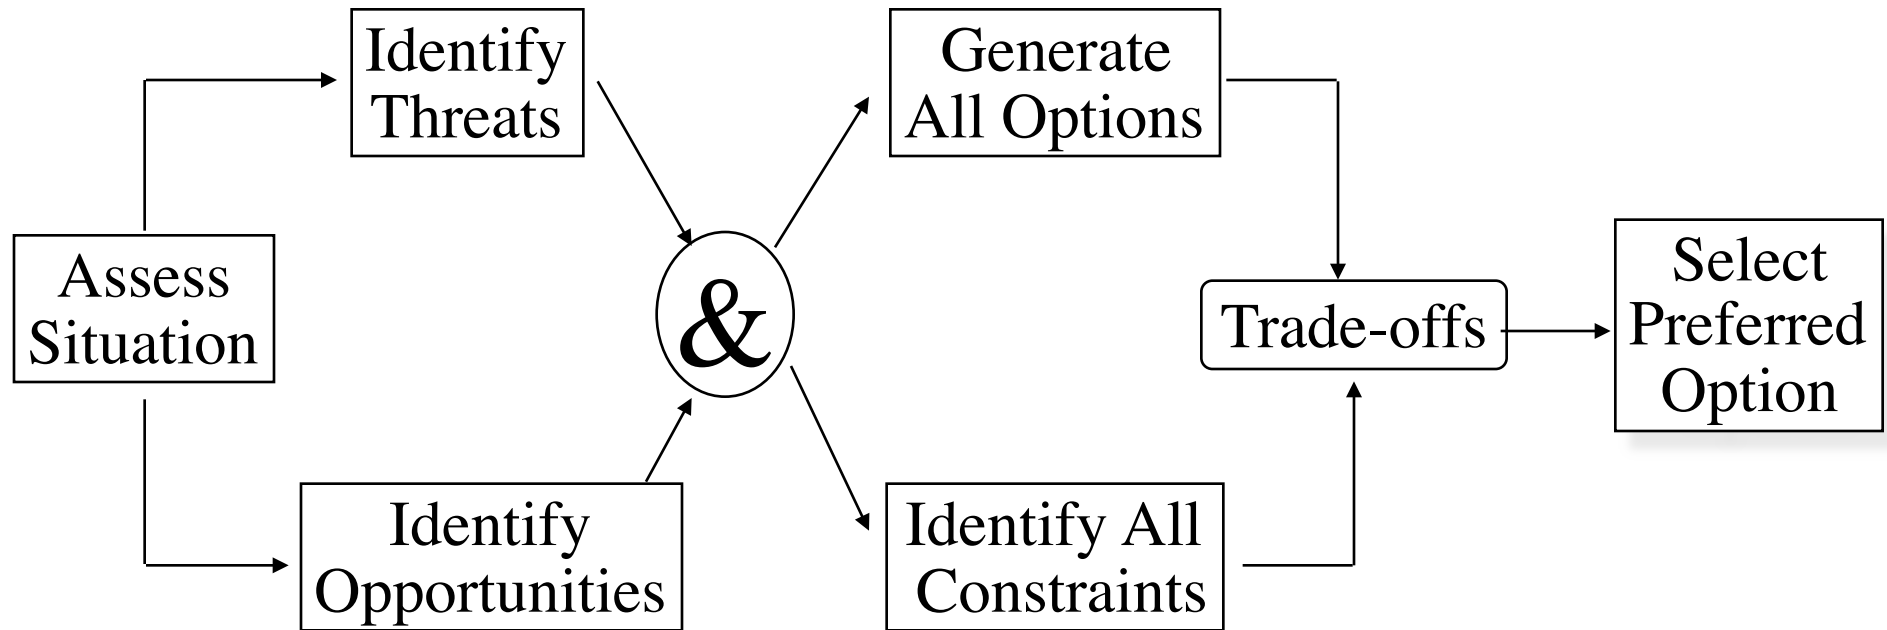 Identify
Threats
Generate
All Options
Assess
Situation
&
Trade-offs
Select
Preferred
Option
Identify
Opportunities
Identify All
Constraints